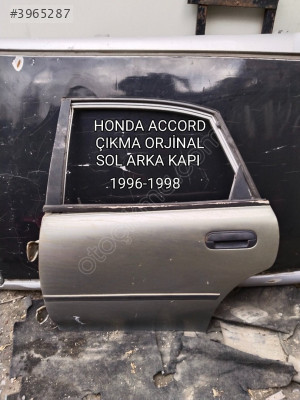 #3965287
HONDA ACCORD
ÇIKMA ORJİNAL
SOL ARKA KAPI
1996-1998